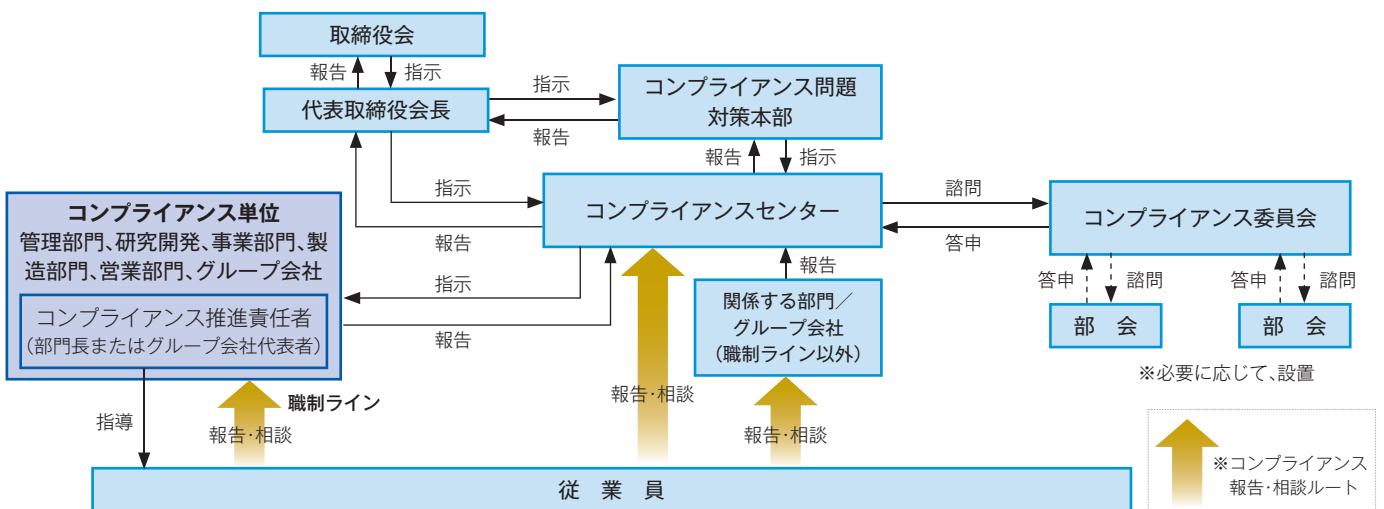 取締役会
報告
指示
代表取締役会長
指示
報告
コンプライアンス問題
対策本部
報告
指示
指示
報告
コンプライアンスセンター
諮問
答申
コンプライアンス委員会
答申
諮問
答申
諮問
部　会
部　会
※必要に応じて、設置
コンプライアンス単位
管理部門、研究開発、事業部門、製
造部門、営業部門、グループ会社
コンプライアンス推進責任者
（部門長またはグループ会社代表者）
指示
報告
報告
関係する部門／
グループ会社
（職制ライン以外）
指導
職制ライン
報告・相談
報告・相談
報告・相談
従　業　員
※コンプライアンス
報告・相談ルート